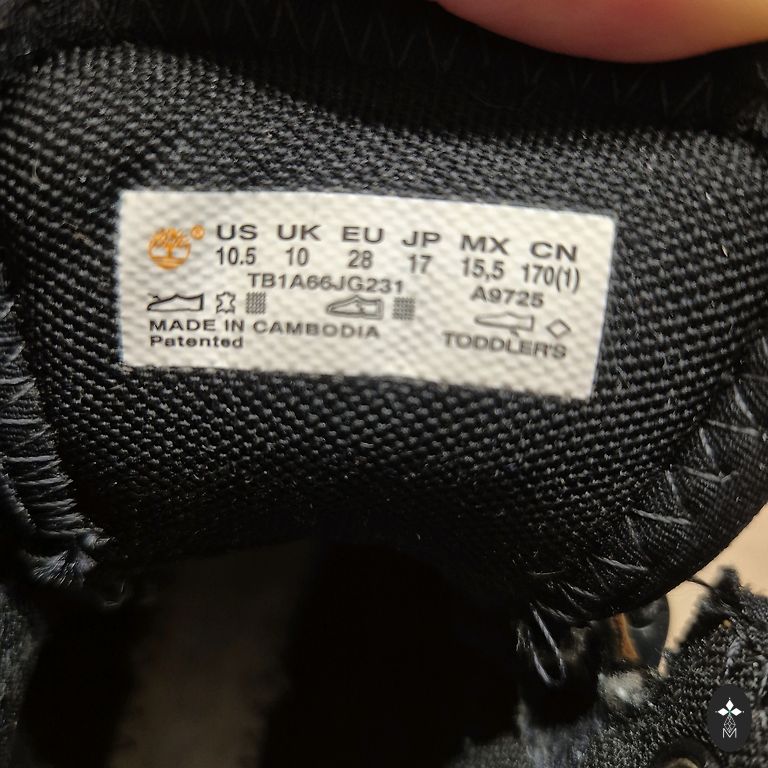 ® US UK EU JP MX CN
10.5 10 28 17 15,5 170(1)
TB1A66JG231 A9725
MADE IN CAMBODIA
Patented TODDLER'S
M